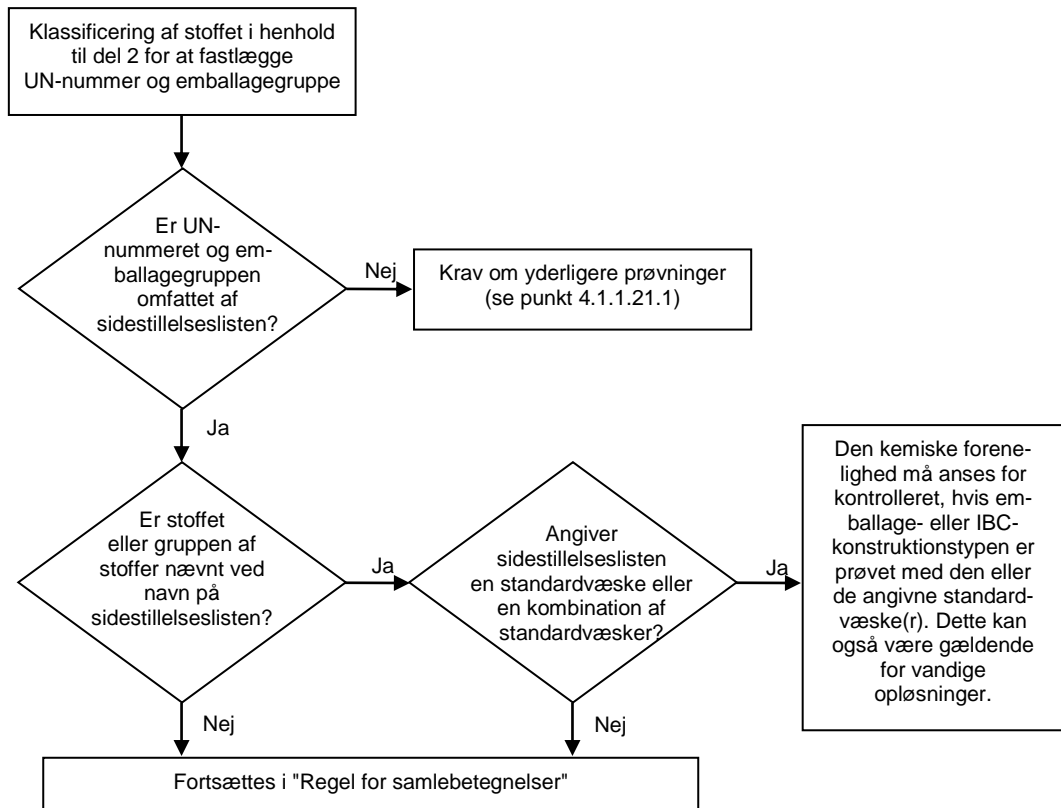 Klassificering af stoffet i henhold
til del 2 for at fastlægge
UN-nummer og emballagegruppe
Er UN-
nummeret og em-
ballagegruppen
omfattet af
sidestillelseslisten?
Nej
Krav om yderligere prøvninger
(se punkt 4.1.1.21.1)
Ja
Er stoffet
eller gruppen af
stoffer nævnt ved
navn på
sidestillelseslisten?
Ja
Angiver
sidestillelseslisten
en standardvæske eller
en kombination af
standardvæsker?
Ja
Den kemiske forene-
lighed må anses for
kontrolleret, hvis em-
ballage- eller IBC-
konstruktionstypen er
prøvet med den eller
de angivne standard-
væske(r). Dette kan
også være gældende
for vandige
opløsninger.
Nej
Nej
Fortsættes i "Regel for samlebetegnelser"